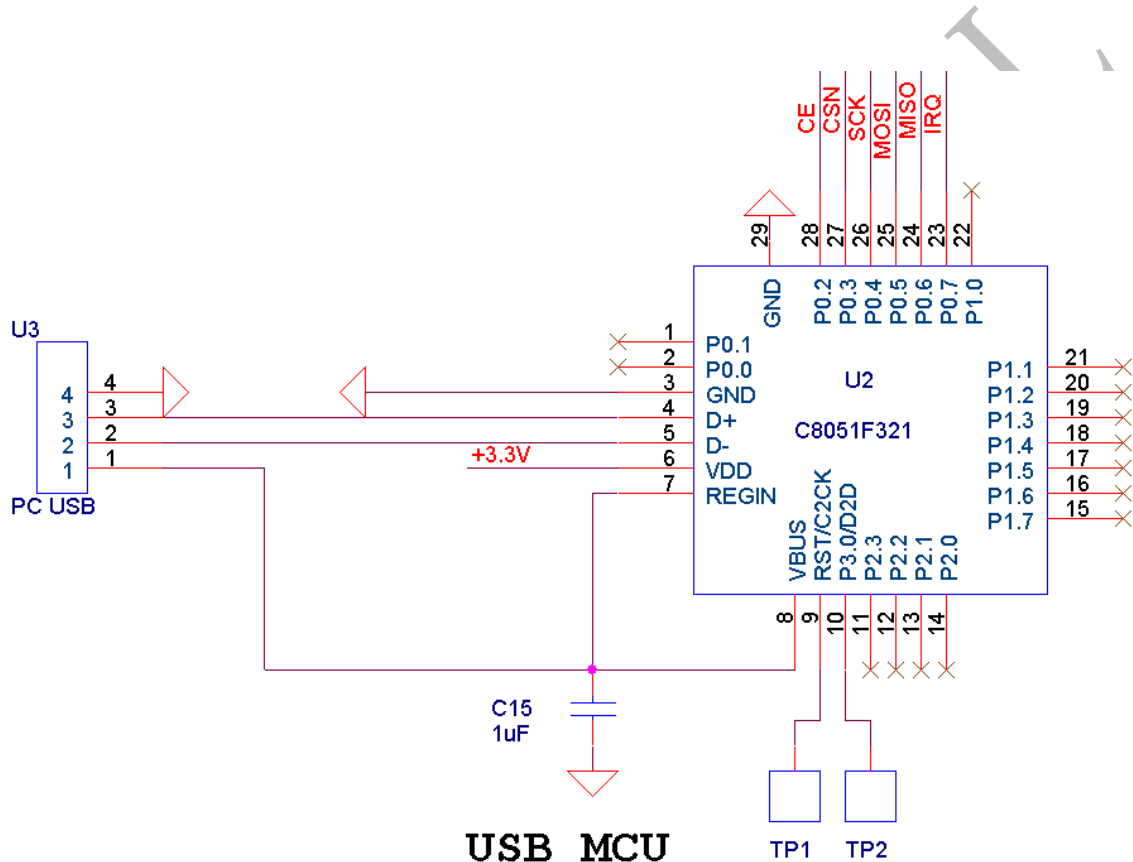 CE
CSN
SCK
MOSI
MISO
IRQ
29
28
27
26
25
24
23
22
GND
P0.2
P0.3
P0.4
P0.5
P0.6
P0.7
P1.0
U3
4 4
3 3
2 2
1 1
PC USB
+3.3V
1 P0.1
2 P0.0
3 GND
4 D+
5 D-
6 VDD
7 REGIN
U2
C8051F321
P1.1 21
P1.2 20
P1.3 19
P1.4 18
P1.5 17
P1.6 16
P1.7 15
VBUS
RST/C2CK
P3.0/D2D
P2.3
P2.2
P2.1
P2.0
8
9
10
11
12
13
14
C15
1uF
TP1
TP2
USB MCU